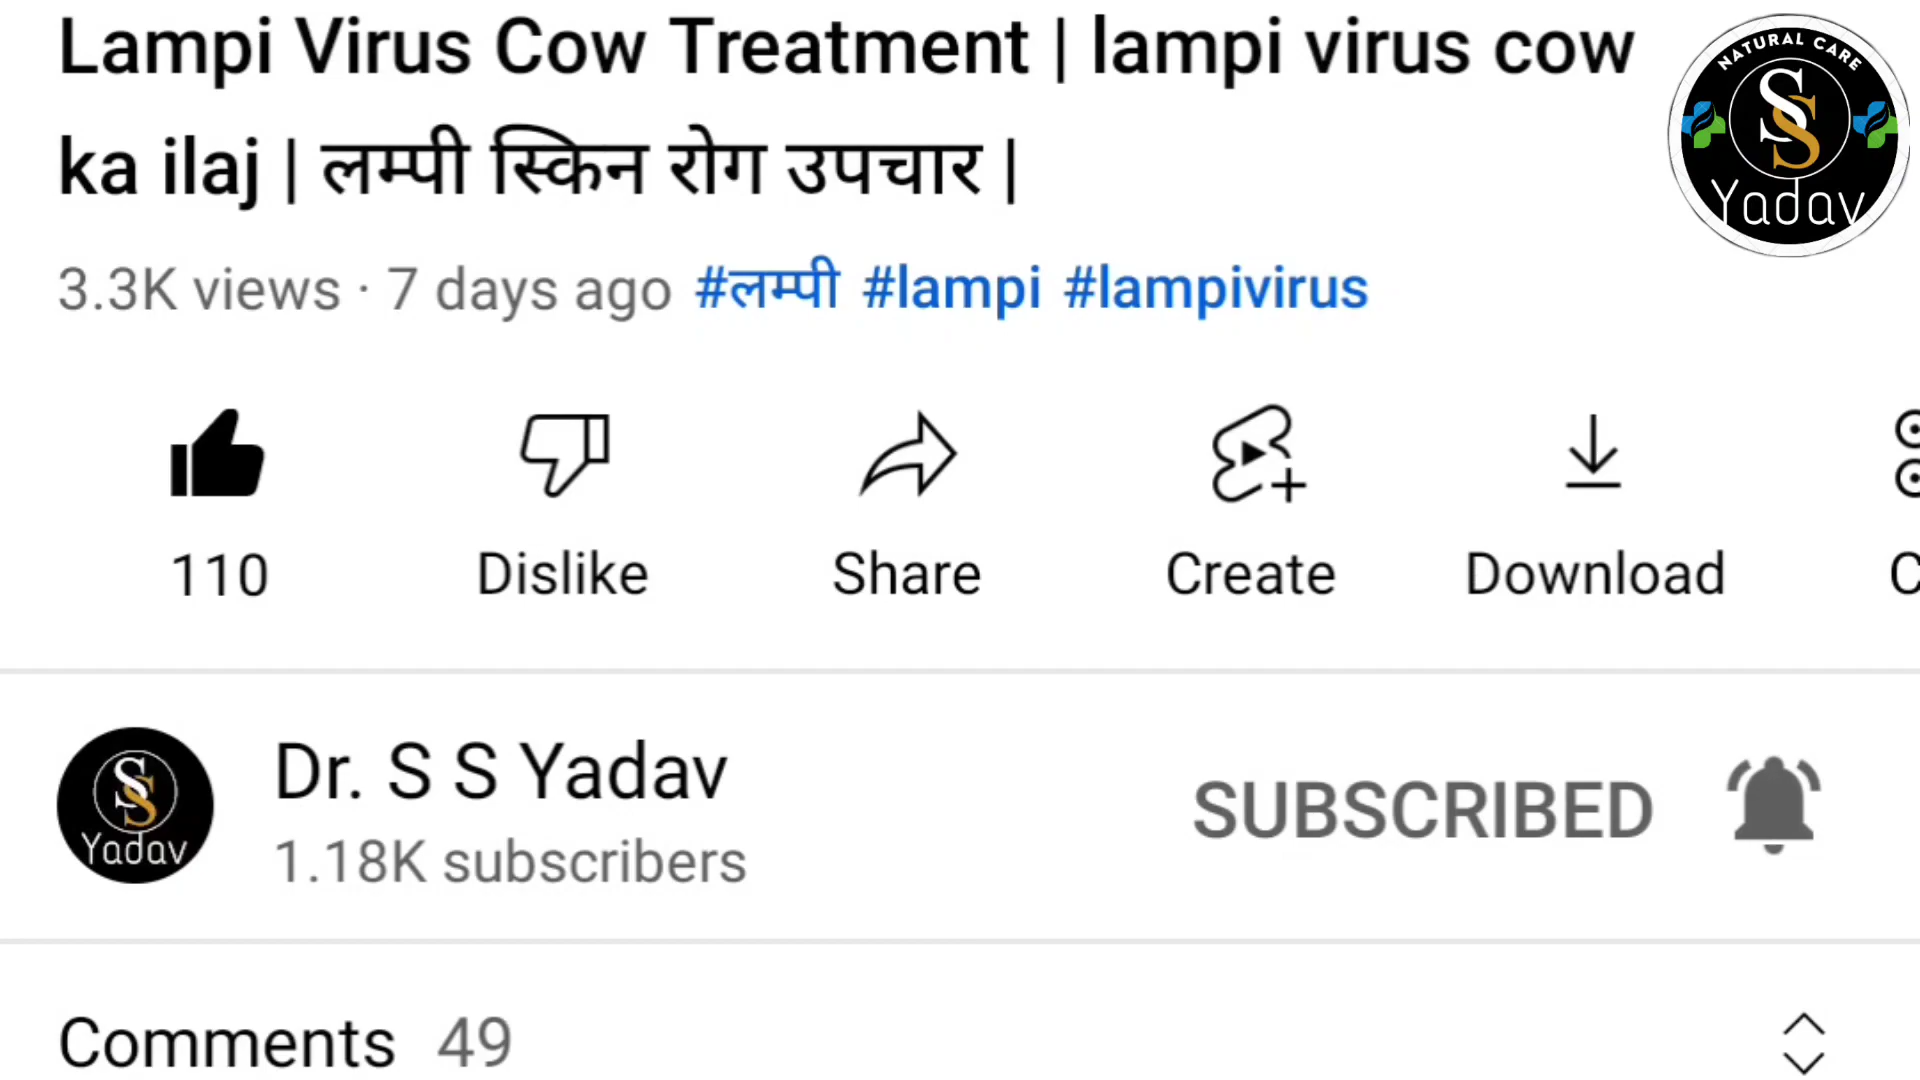 Lampi Virus Cow Treatment | lampi virus cow
ka ilaj | लम्पी स्किन रोग उपचार |
NATURAL CARE
SS
Yadav
3.3K views · 7 days ago #लम्पी #lampi #lampivirus
110 Dislike Share Create Download C
SS
Yadav
Dr. S S Yadav
1.18K subscribers
SUBSCRIBED
Comments 49